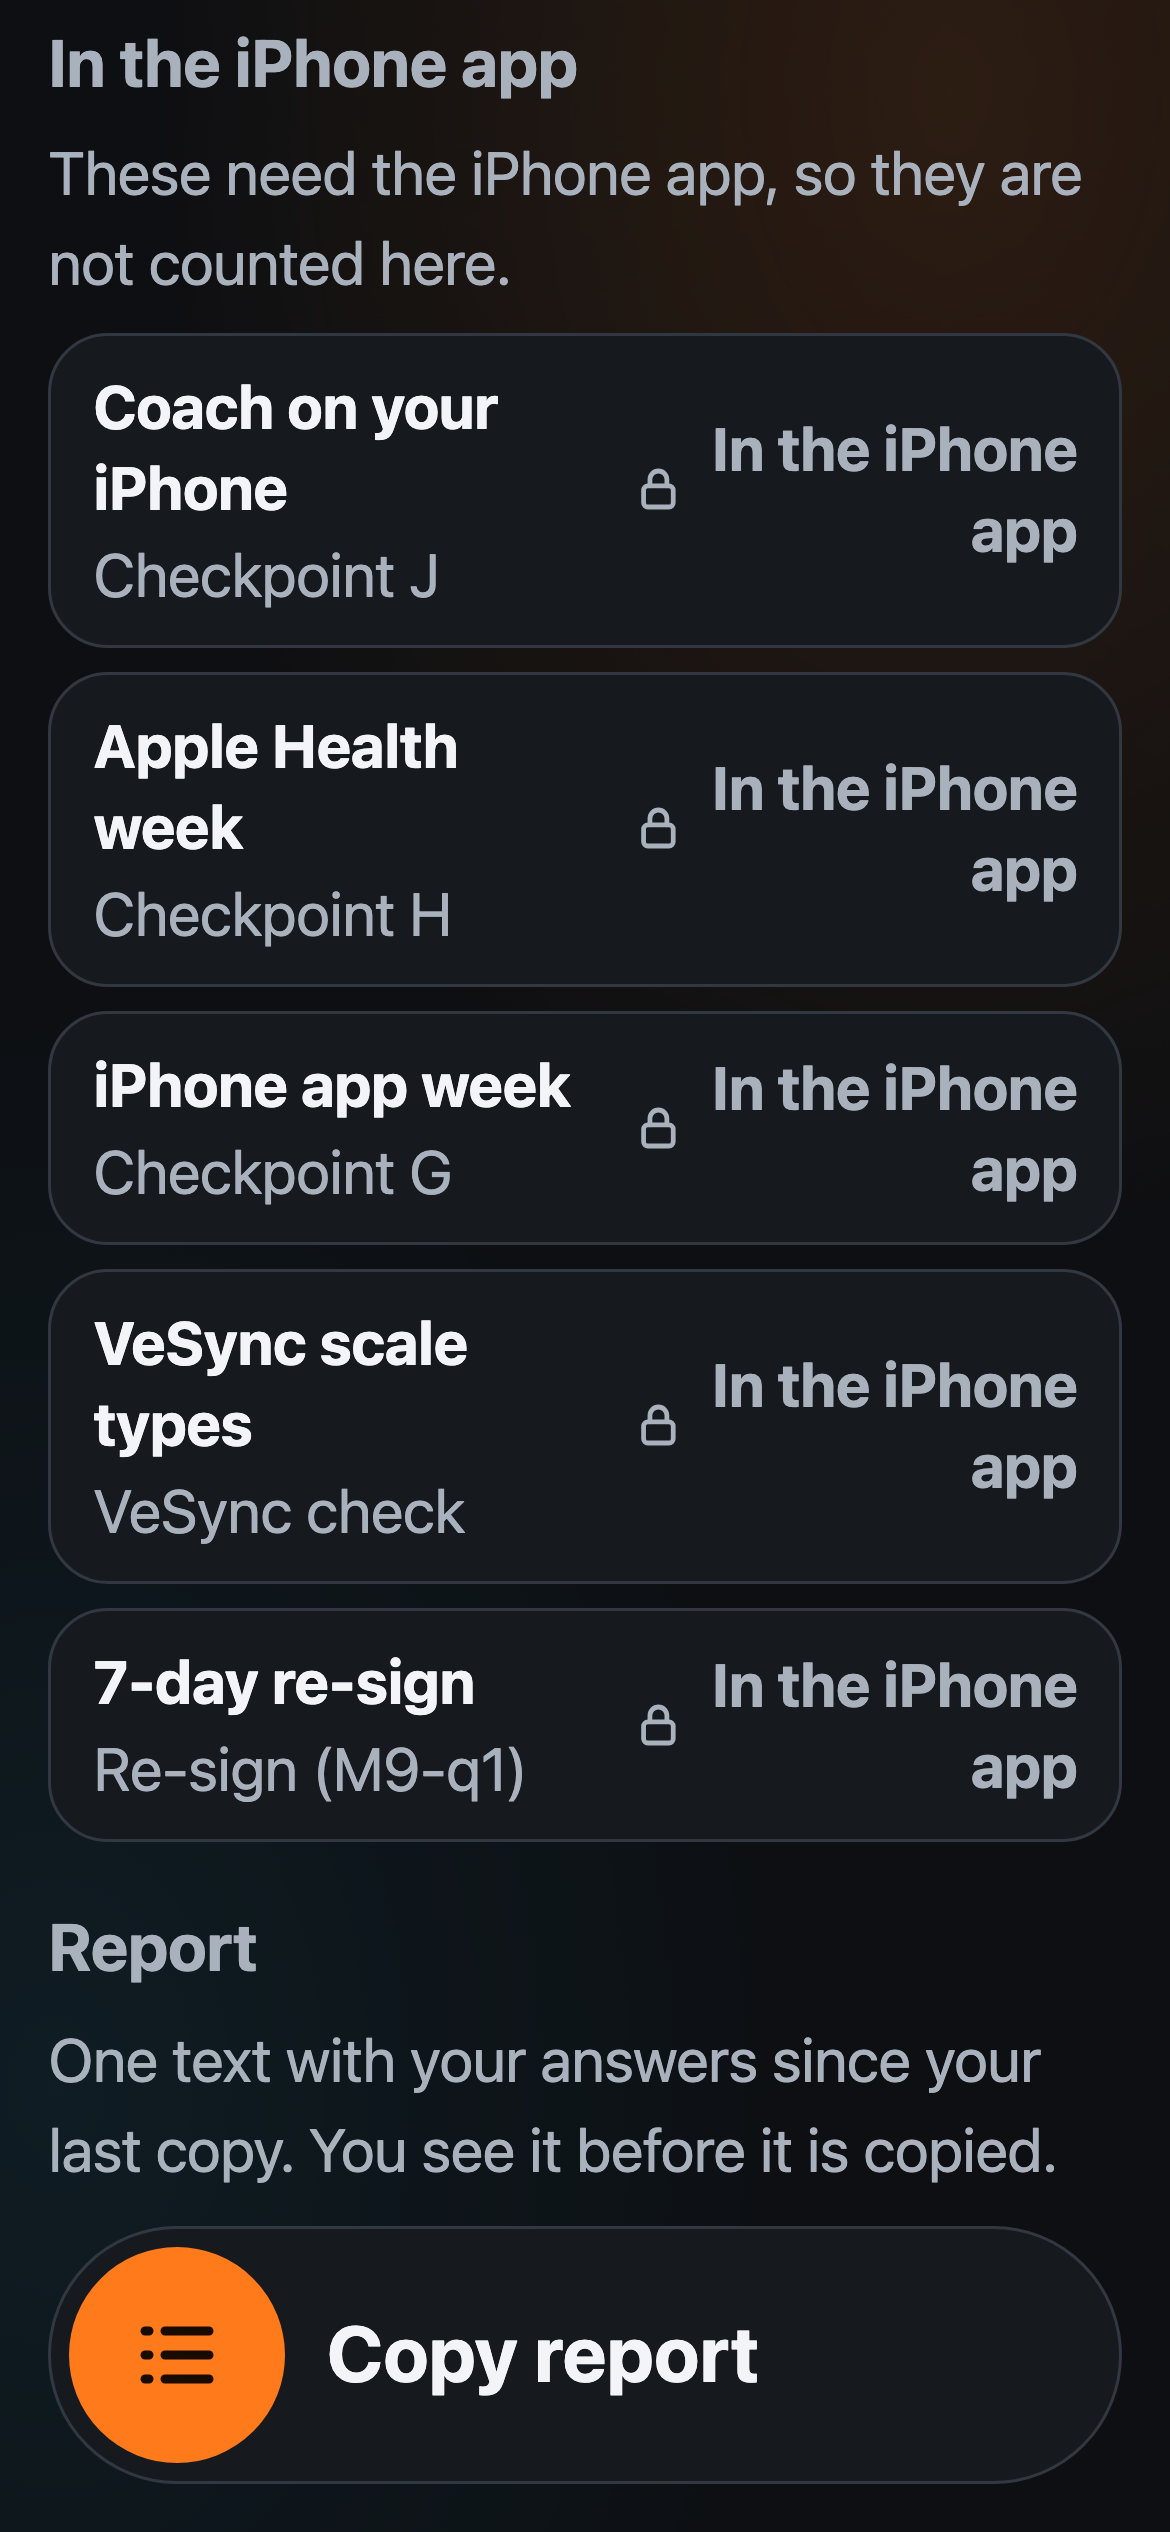 In the iPhone app
These need the iPhone app, so they are
not counted here.
Coach on your
iPhone
Checkpoint J
In the iPhone
app
Apple Health
week
Checkpoint H
In the iPhone
app
iPhone app week
Checkpoint G
In the iPhone
app
VeSync scale
types
VeSync check
In the iPhone
app
7-day re-sign
Re-sign (M9-q1)
In the iPhone
app
Report
One text with your answers since your
last copy. You see it before it is copied.
Copy report